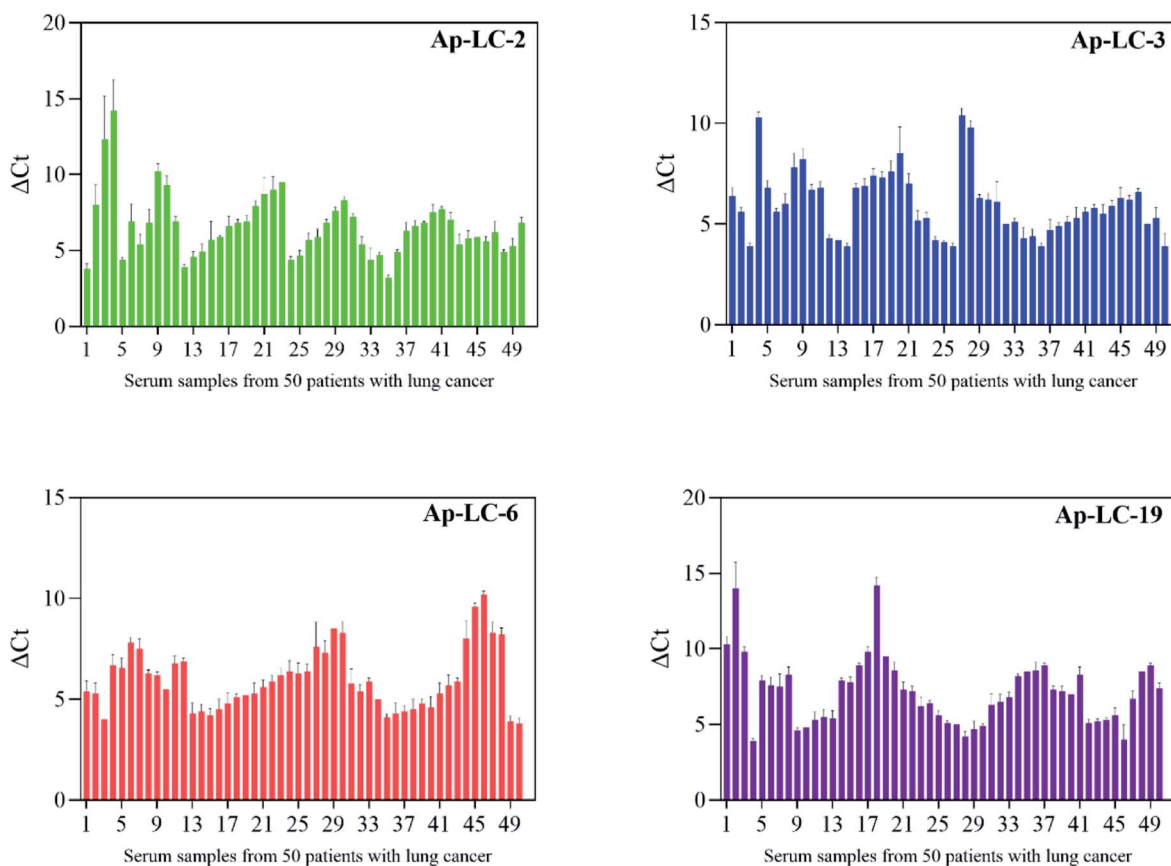 Ap-LC-2
20
15
10
5
0
ΔCt
1 5 9 13 17 21 25 29 33 37 41 45 49
Serum samples from 50 patients with lung cancer
Ap-LC-3
15
10
5
0
ΔCt
1 5 9 13 17 21 25 29 33 37 41 45 49
Serum samples from 50 patients with lung cancer
Ap-LC-6
15
10
5
0
ΔCt
1 5 9 13 17 21 25 29 33 37 41 45 49
Serum samples from 50 patients with lung cancer
Ap-LC-19
20
15
10
5
0
ΔCt
1 5 9 13 17 21 25 29 33 37 41 45 49
Serum samples from 50 patients with lung cancer